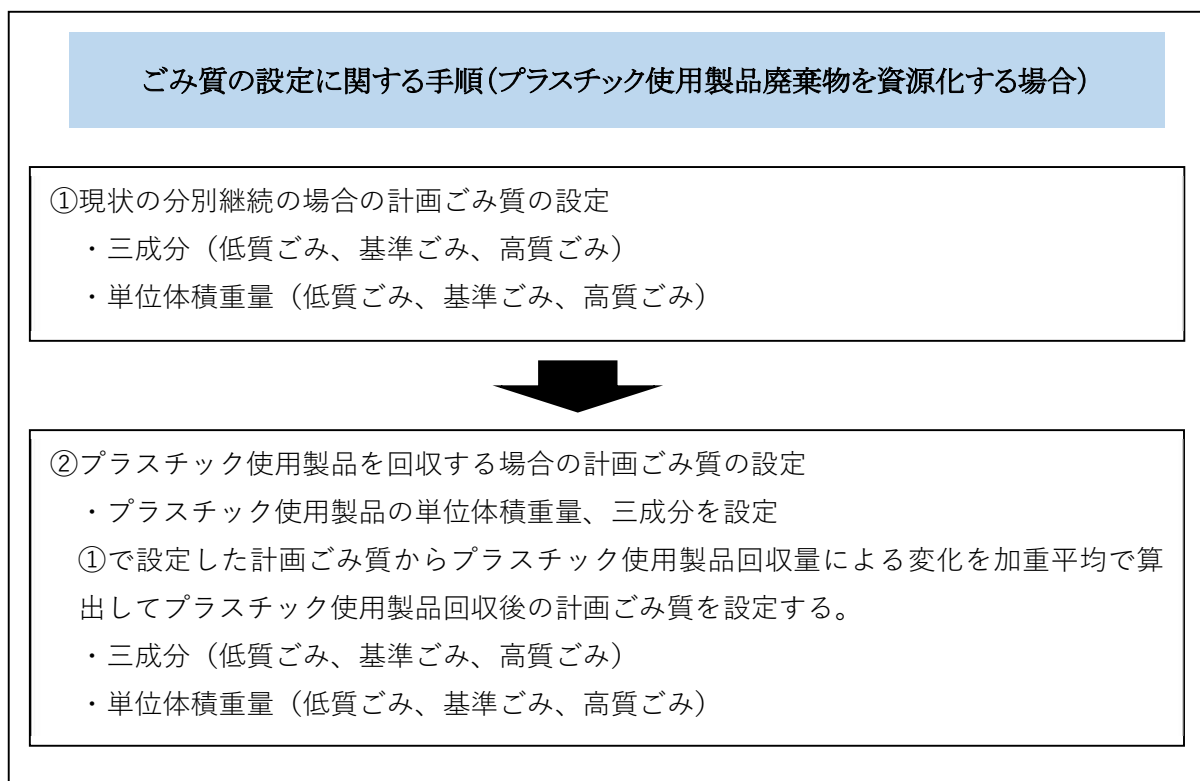 ごみ質の設定に関する手順(プラスチック使用製品廃棄物を資源化する場合)
①現状の分別継続の場合の計画ごみ質の設定
・三成分（低質ごみ、基準ごみ、高質ごみ）
・単位体積重量（低質ごみ、基準ごみ、高質ごみ）
②プラスチック使用製品を回収する場合の計画ごみ質の設定
・プラスチック使用製品の単位体積重量、三成分を設定
①で設定した計画ごみ質からプラスチック使用製品回収量による変化を加重平均で算
出してプラスチック使用製品回収後の計画ごみ質を設定する。
・三成分（低質ごみ、基準ごみ、高質ごみ）
・単位体積重量（低質ごみ、基準ごみ、高質ごみ）